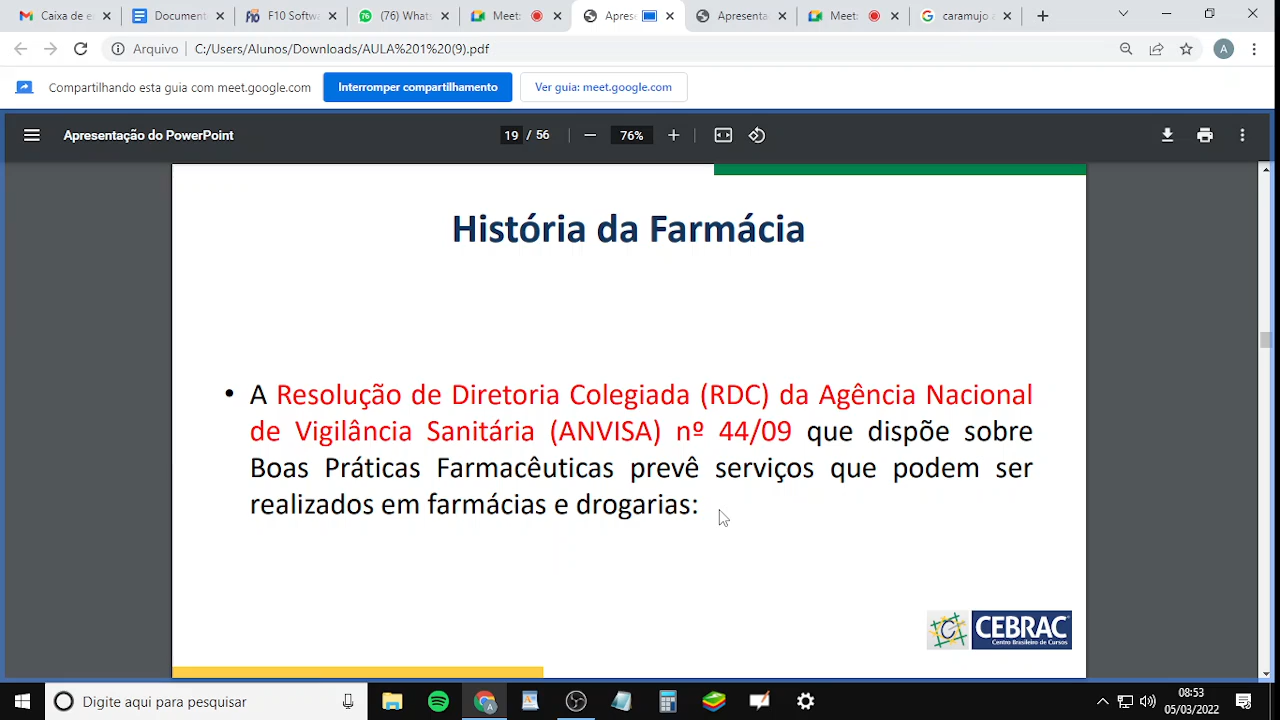 Caixa de e
Document
F10 Softwa
(76) Whats
Meet:
Apres
Apresenta
Meet:
caramujo
Arquivo
C:/Users/Alunos/Downloads/AULA%201%20(9).pdf
A
Compartilhando esta guia com meet.google.com
Interromper compartilhamento
Ver guia: meet.google.com
Apresentação do PowerPoint
19 / 56
76%
História da Farmácia
• A Resolução de Diretoria Colegiada (RDC) da Agência Nacional
de Vigilância Sanitária (ANVISA) nº 44/09 que dispõe sobre
Boas Práticas Farmacêuticas prevê serviços que podem ser
realizados em farmácias e drogarias:
CEBRAC
Centro Brasileiro de Cursos
Digite aqui para pesquisar
08:53
05/03/2022